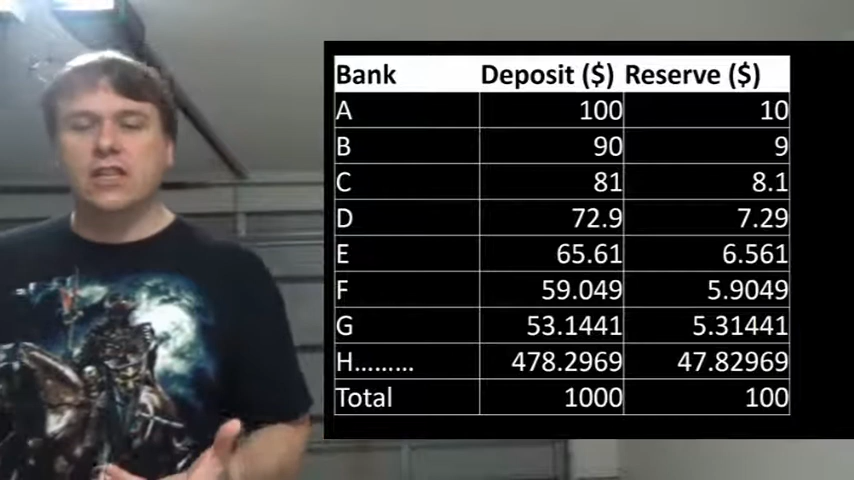 Bank Deposit ($) Reserve ($)
A 100 10
B 90 9
C 81 8.1
D 72.9 7.29
E 65.61 6.561
F 59.049 5.9049
G 53.1441 5.31441
H......... 478.2969 47.82969
Total 1000 100